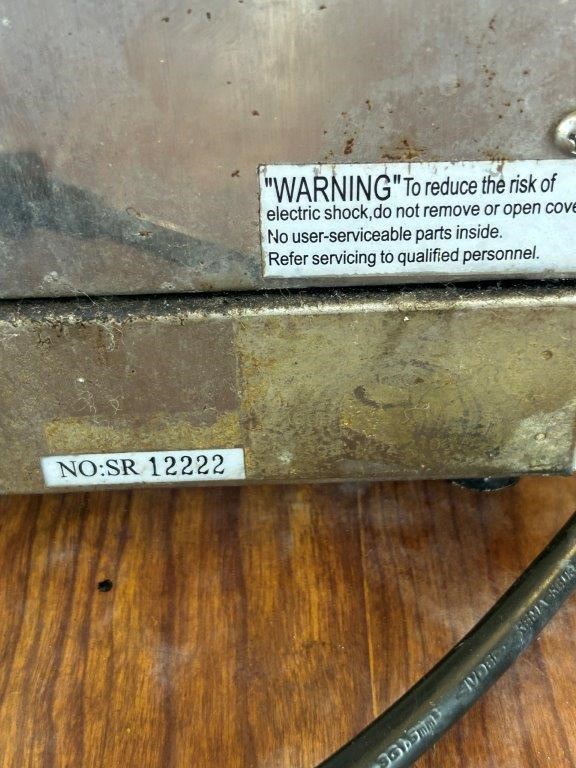 "WARNING" To reduce the risk of
electric shock,do not remove or open cove
No user-serviceable parts inside.
Refer servicing to qualified personnel.
NO:SR 12222